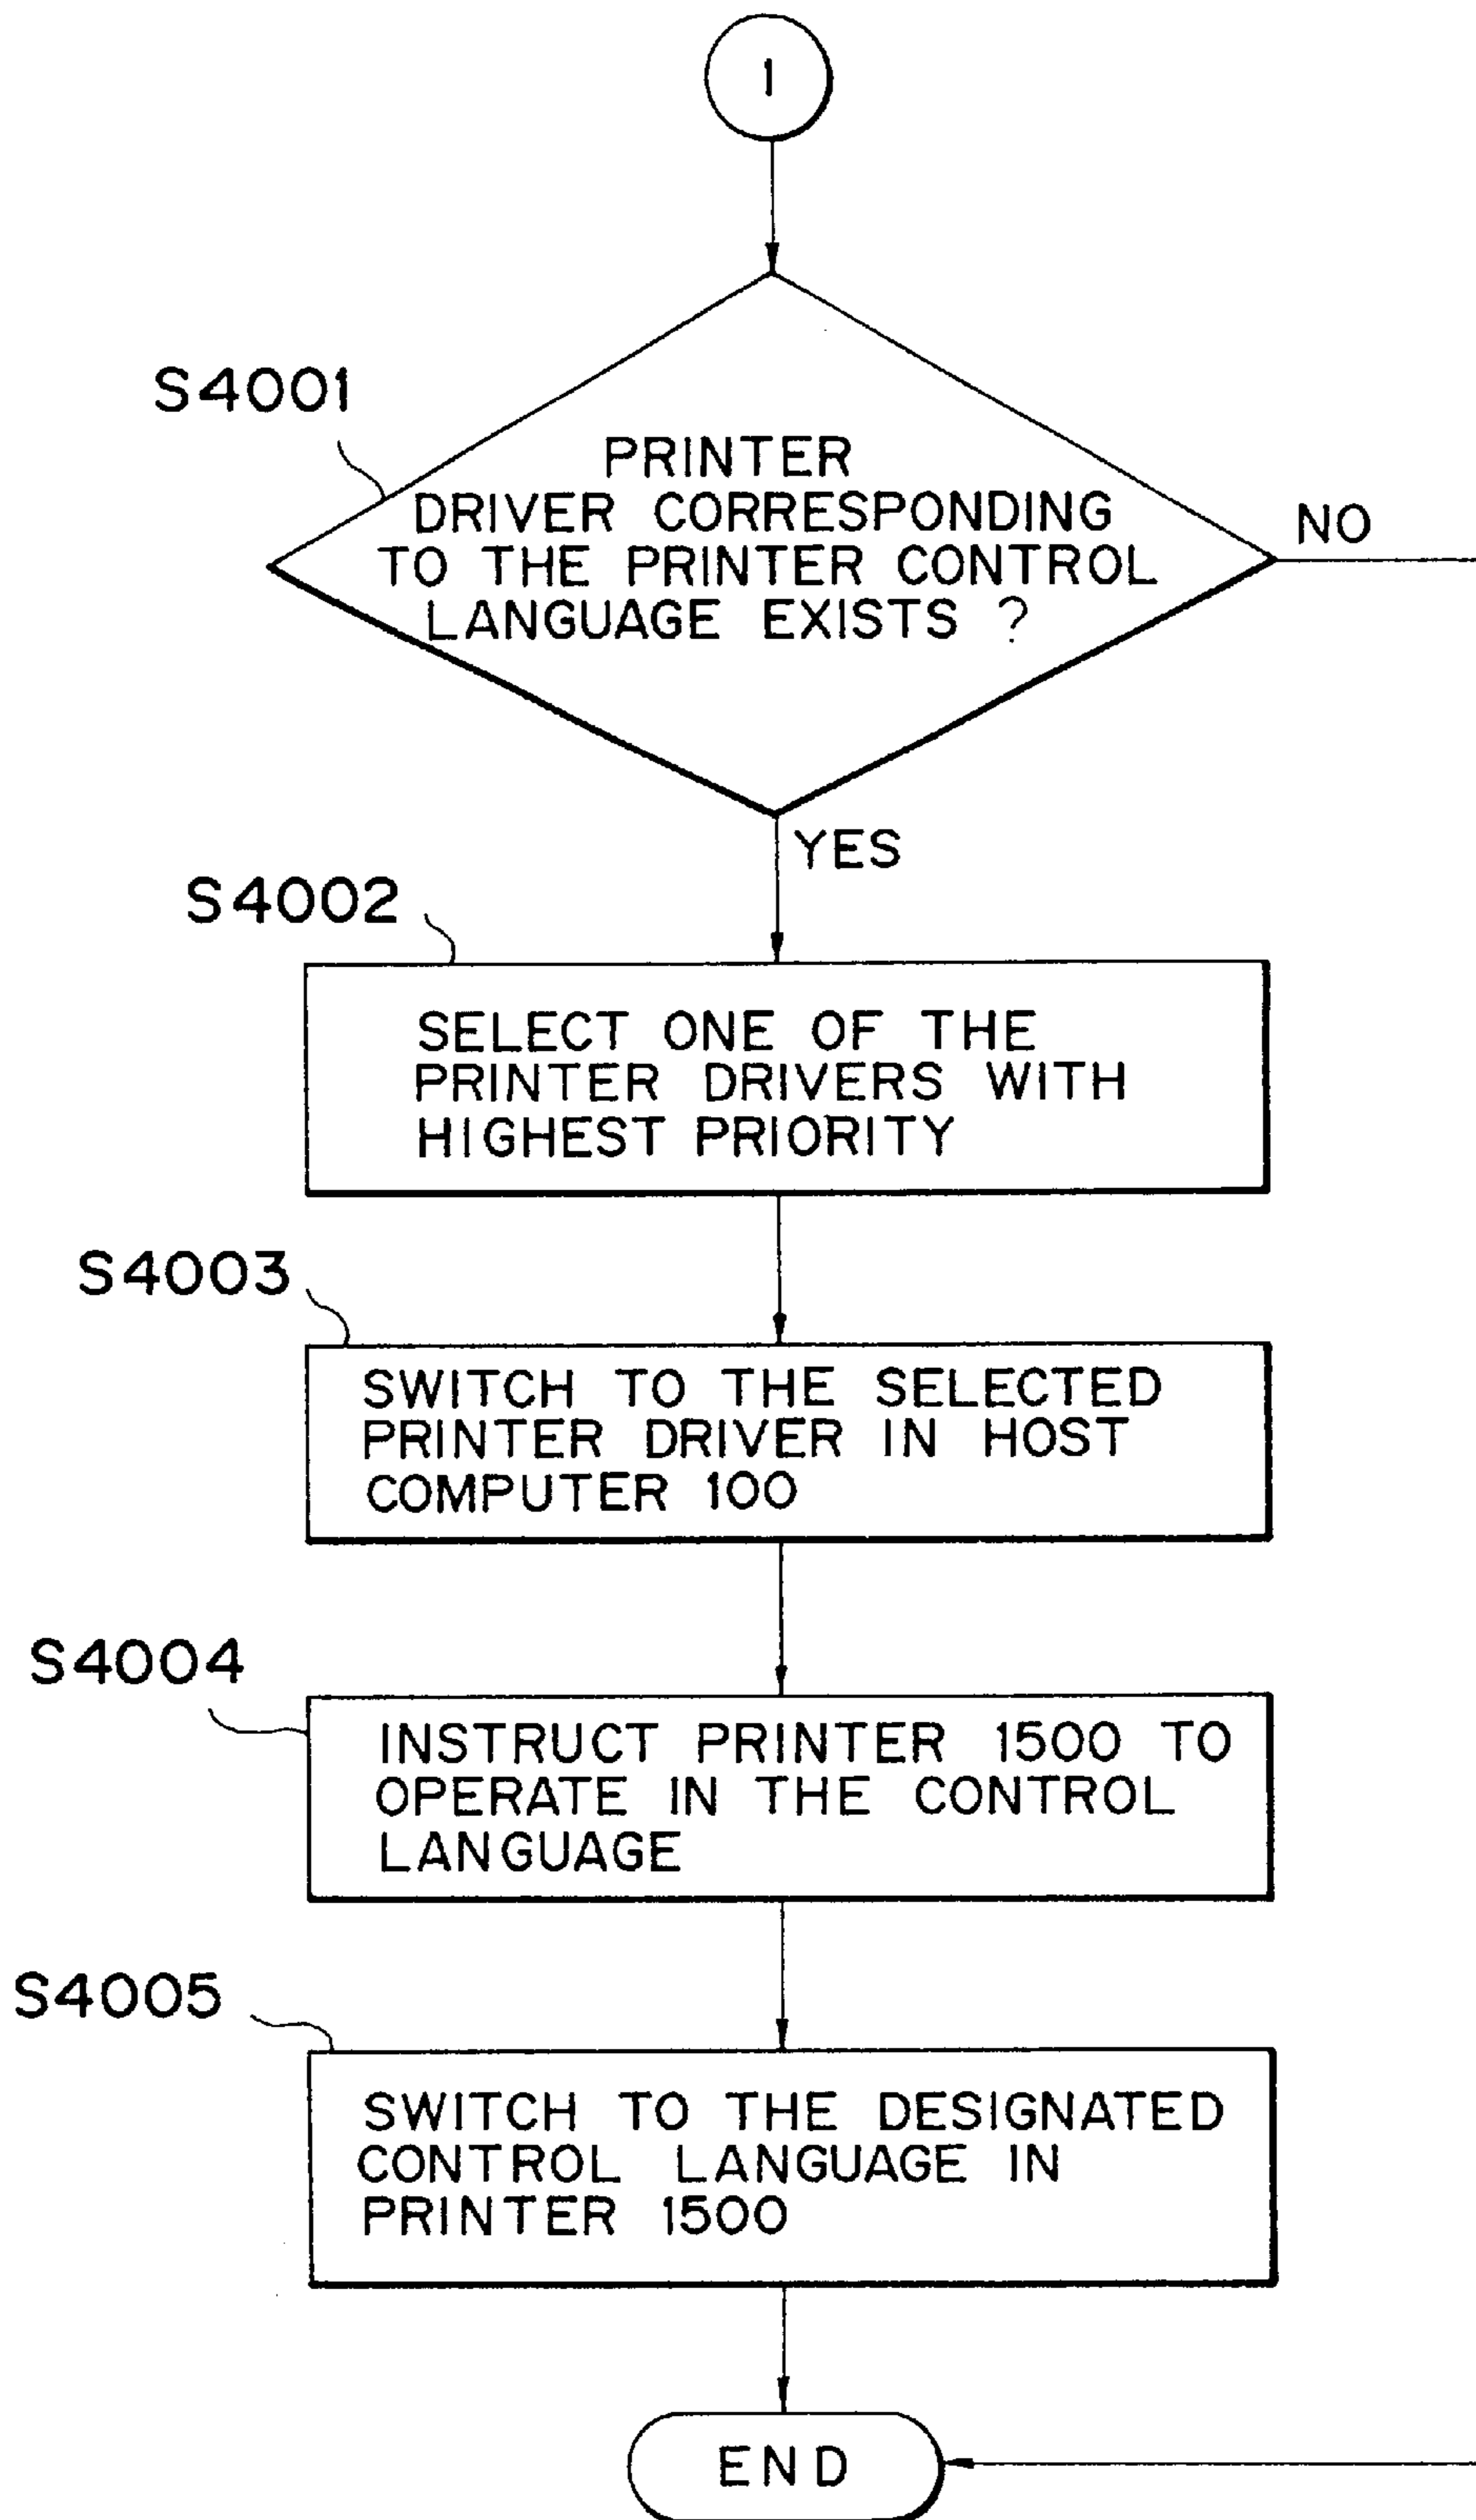 1
S4001
PRINTER
DRIVER CORRESPONDING
TO THE PRINTER CONTROL
LANGUAGE EXISTS ?
NO
YES
S4002
SELECT ONE OF THE
PRINTER DRIVERS WITH
HIGHEST PRIORITY
S4003
SWITCH TO THE SELECTED
PRINTER DRIVER IN HOST
COMPUTER 100
S4004
INSTRUCT PRINTER 1500 TO
OPERATE IN THE CONTROL
LANGUAGE
S4005
SWITCH TO THE DESIGNATED
CONTROL LANGUAGE IN
PRINTER 1500
END